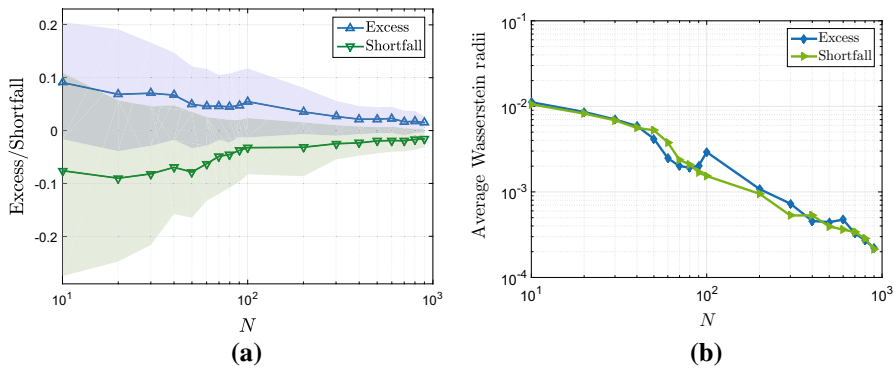 0.2
0.1
0
-0.1
-0.2
Excess/Shortfall
Excess
Shortfall
10^1
10^2
10^3
N
(a)
10^-1
10^-2
10^-3
10^-4
Average Wasserstein radii
Excess
Shortfall
10^1
10^2
10^3
N
(b)